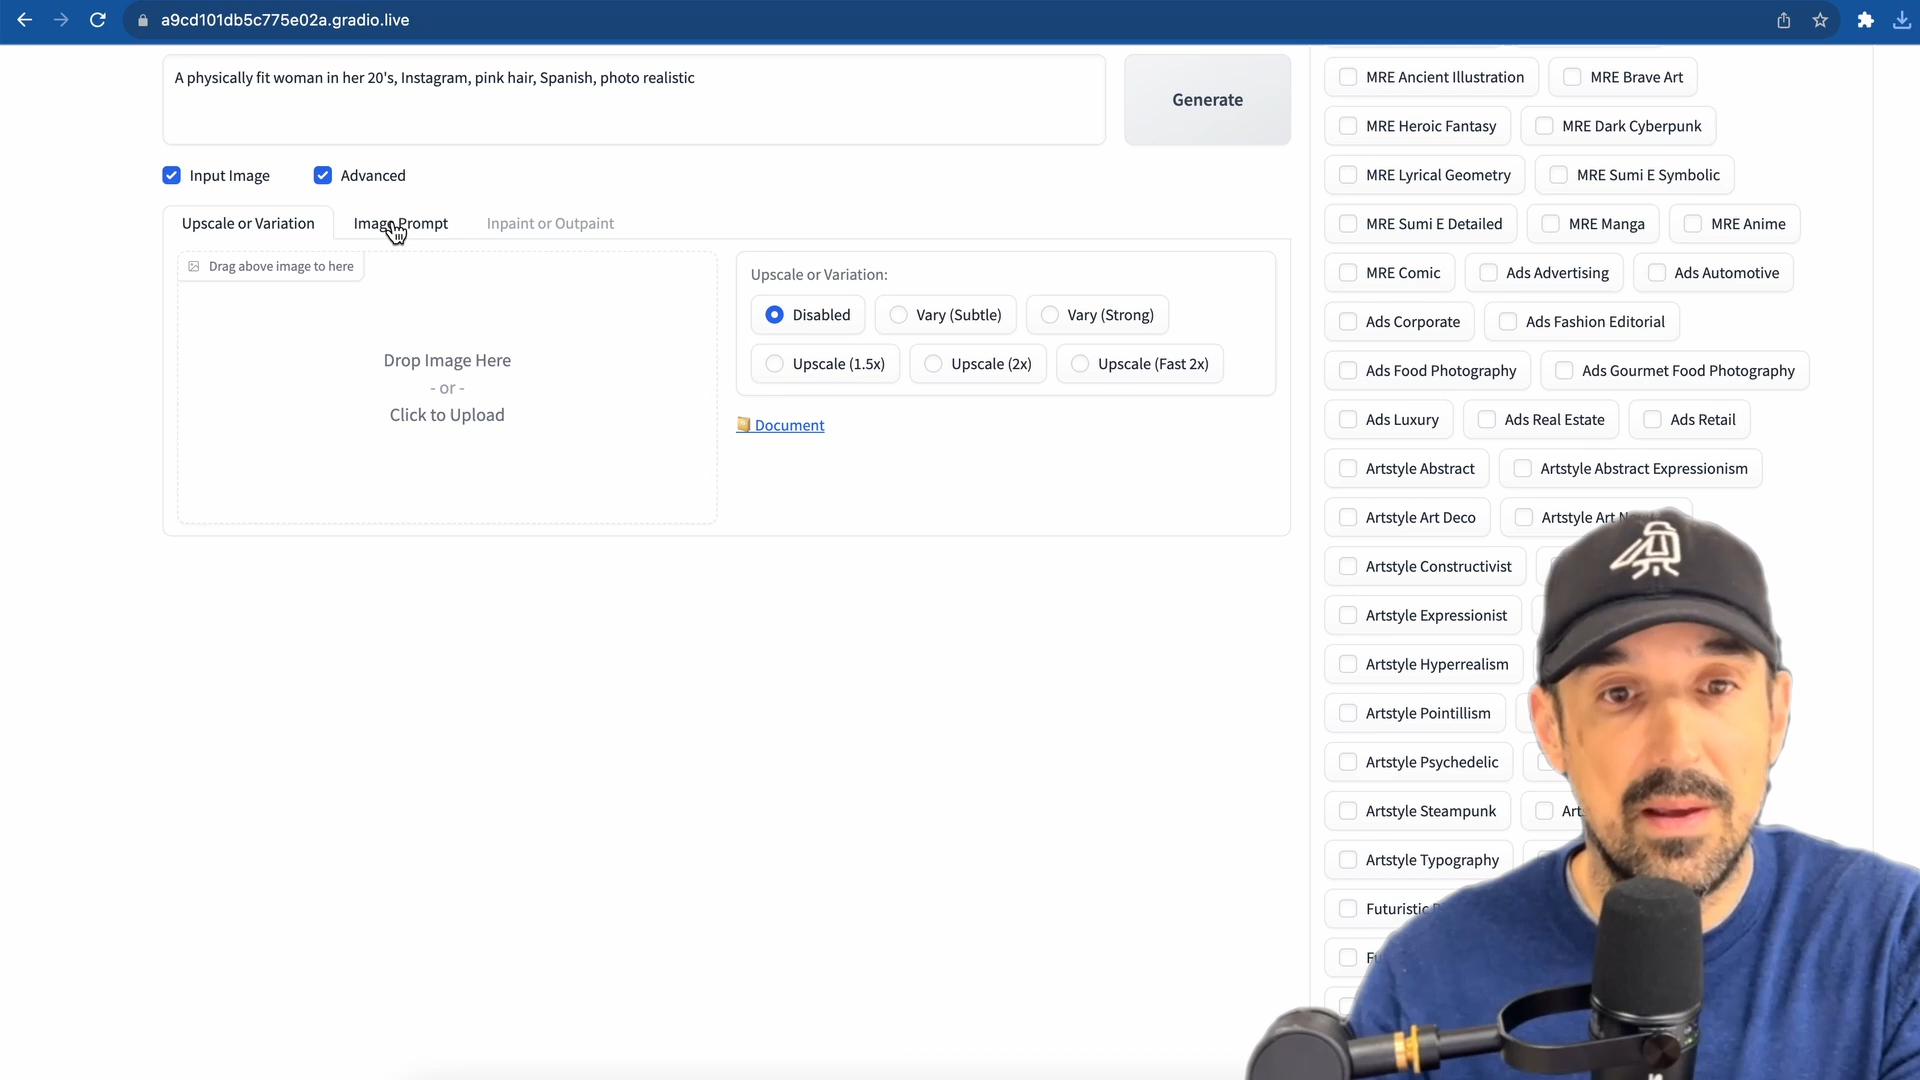 a9cd101db5c775e02a.gradio.live
A physically fit woman in her 20's, Instagram, pink hair, Spanish, photo realistic
Generate
Input Image
Advanced
Upscale or Variation
Image Prompt
Inpaint or Outpaint
Drag above image to here
Drop Image Here
- or -
Click to Upload
Upscale or Variation:
Disabled
Vary (Subtle)
Vary (Strong)
Upscale (1.5x)
Upscale (2x)
Upscale (Fast 2x)
Document
MRE Ancient Illustration
MRE Brave Art
MRE Heroic Fantasy
MRE Dark Cyberpunk
MRE Lyrical Geometry
MRE Sumi E Symbolic
MRE Sumi E Detailed
MRE Manga
MRE Anime
MRE Comic
Ads Advertising
Ads Automotive
Ads Corporate
Ads Fashion Editorial
Ads Food Photography
Ads Gourmet Food Photography
Ads Luxury
Ads Real Estate
Ads Retail
Artstyle Abstract
Artstyle Abstract Expressionism
Artstyle Art Deco
Artstyle Art
Artstyle Constructivist
Artstyle Expressionist
Artstyle Hyperrealism
Artstyle Pointillism
Artstyle Psychedelic
Artstyle Steampunk
Artstyle Typography
Futuristic